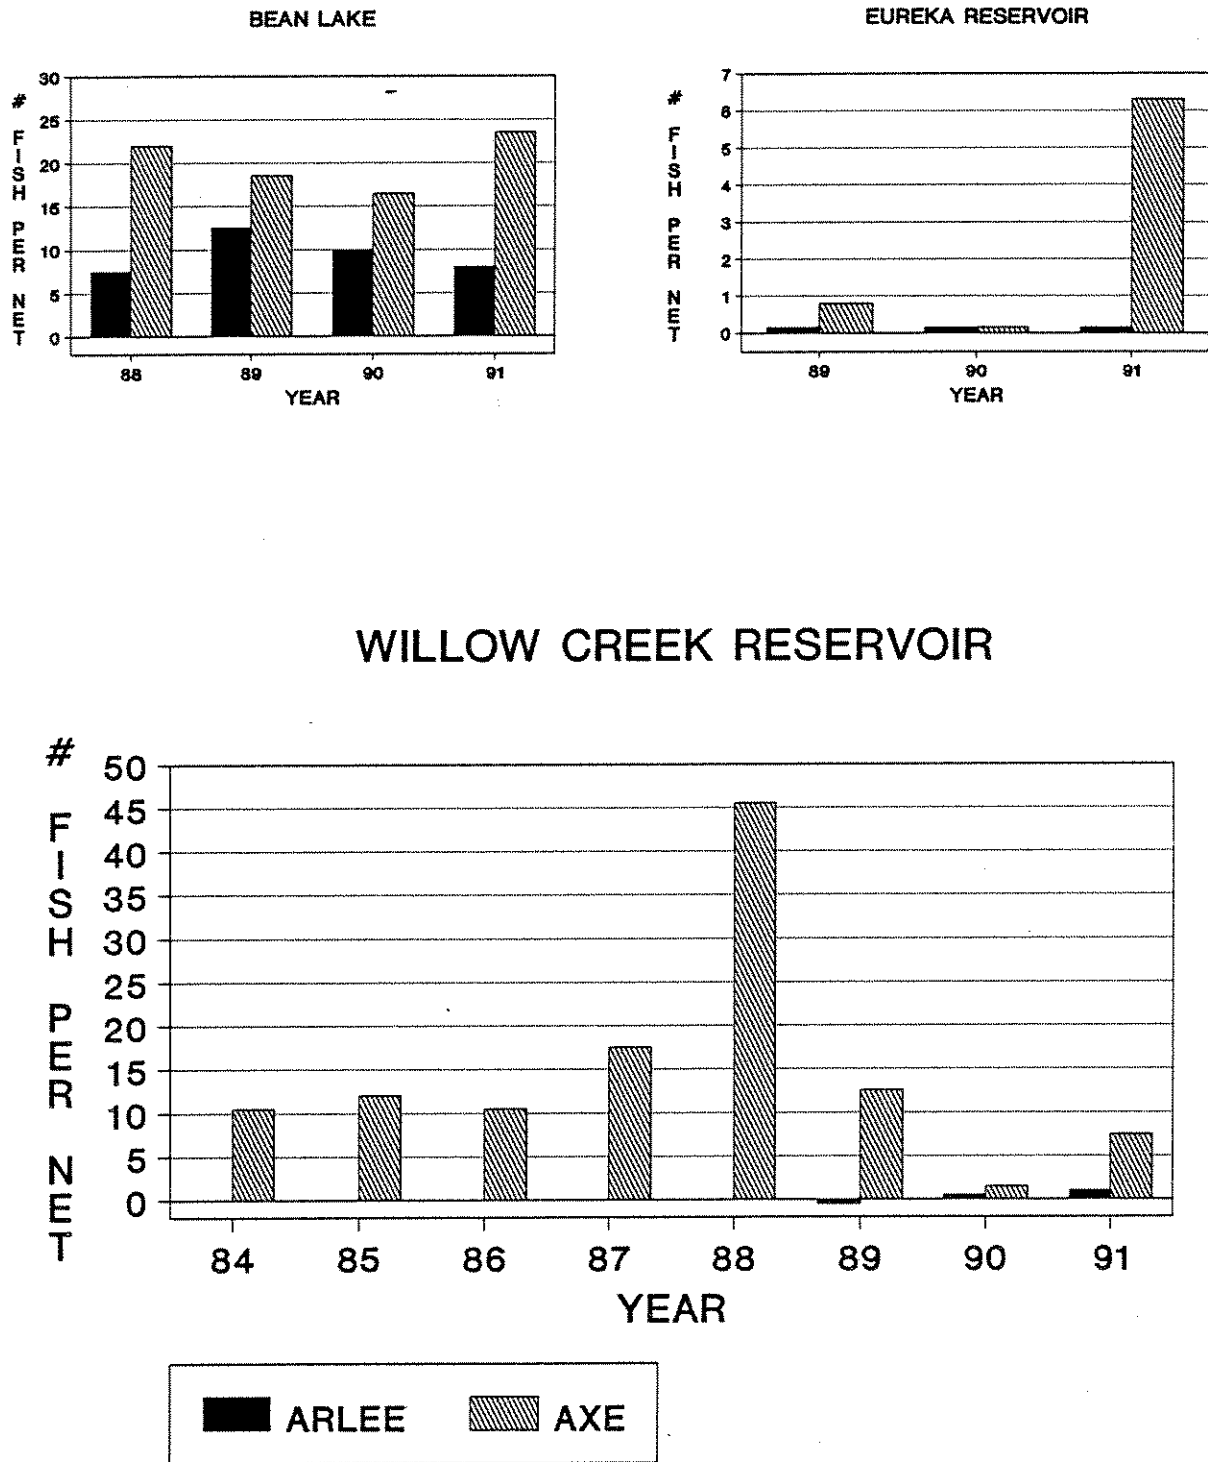 BEAN LAKE
# FISH PER NET
30
25
20
15
10
5
0
88 89 90 91
YEAR
EUREKA RESERVOIR
# FISH PER NET
7
6
5
4
3
2
1
0
89 90 91
YEAR
WILLOW CREEK RESERVOIR
# FISH PER NET
50
45
40
35
30
25
20
15
10
5
0
84 85 86 87 88 89 90 91
YEAR
ARLEE AXE